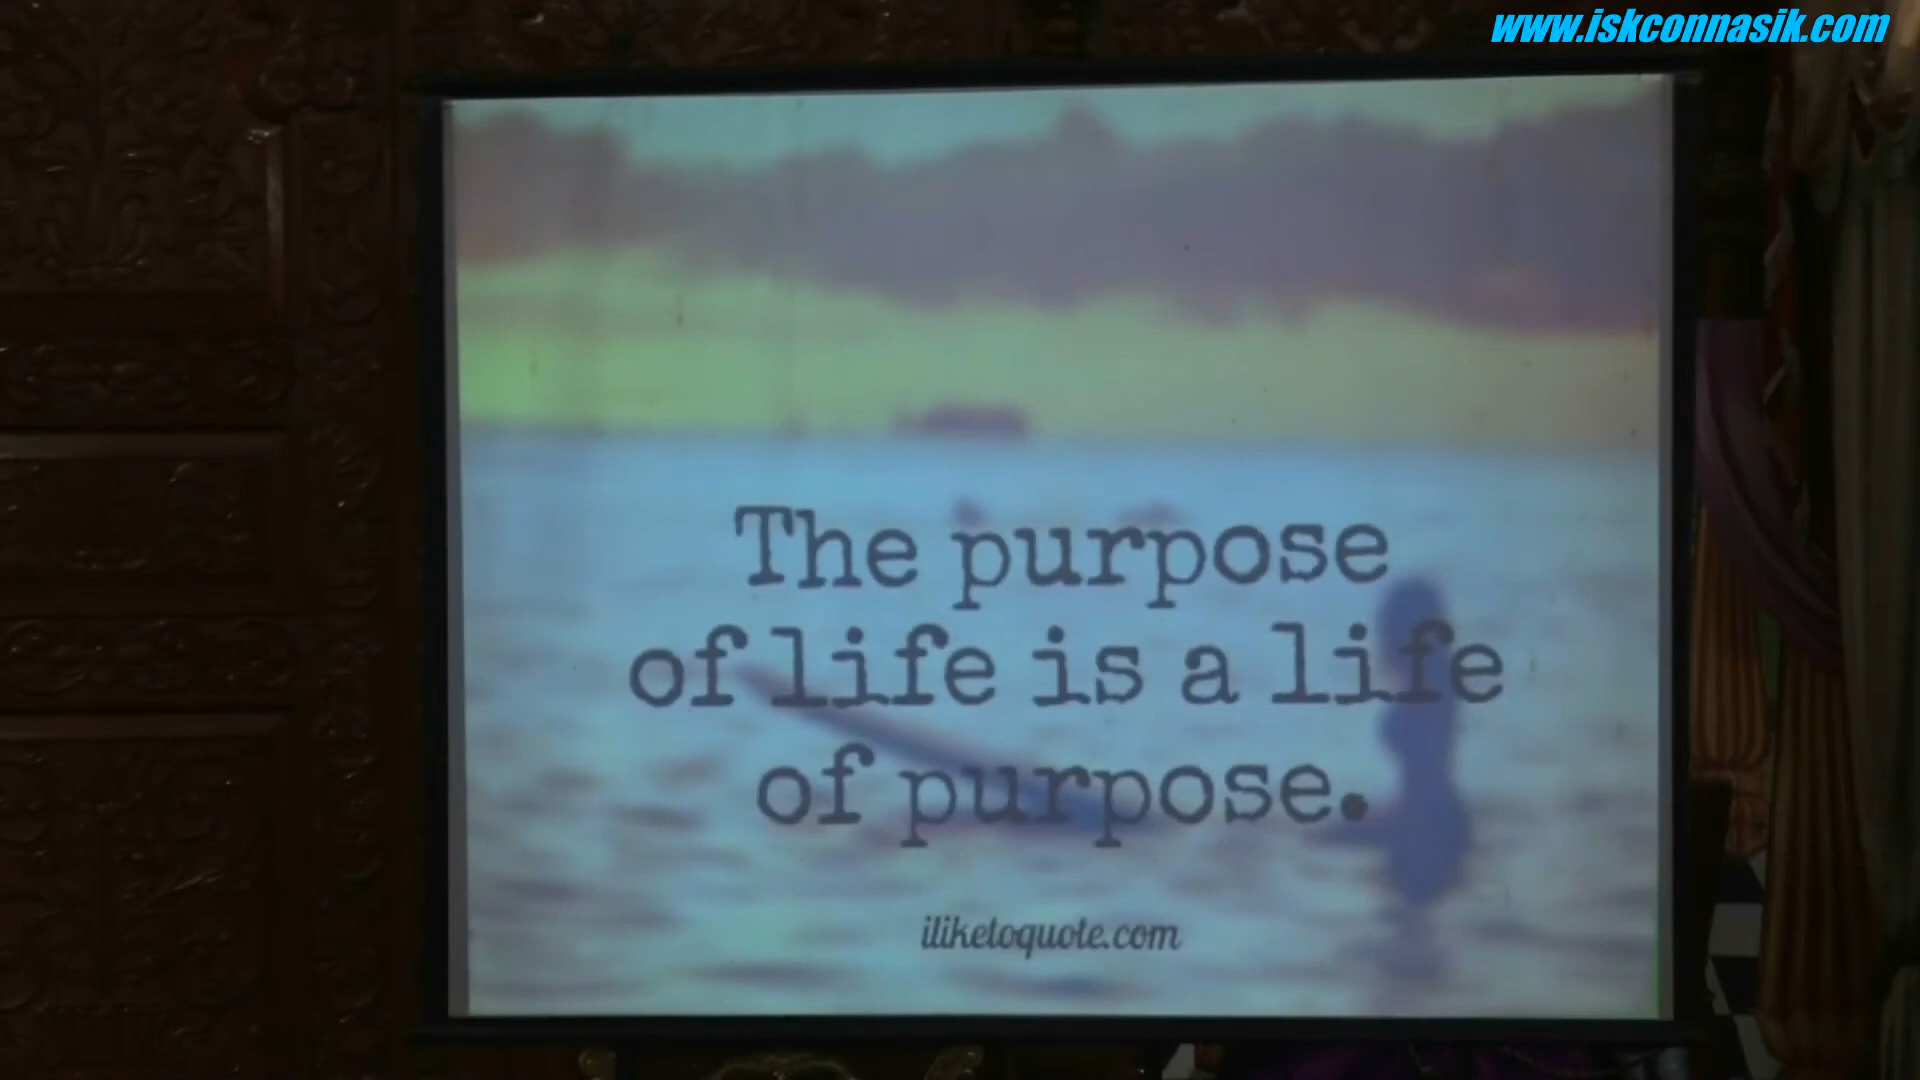 www.iskconnasik.com
The purpose
of life is a life
of purpose.
iliketoquote.com